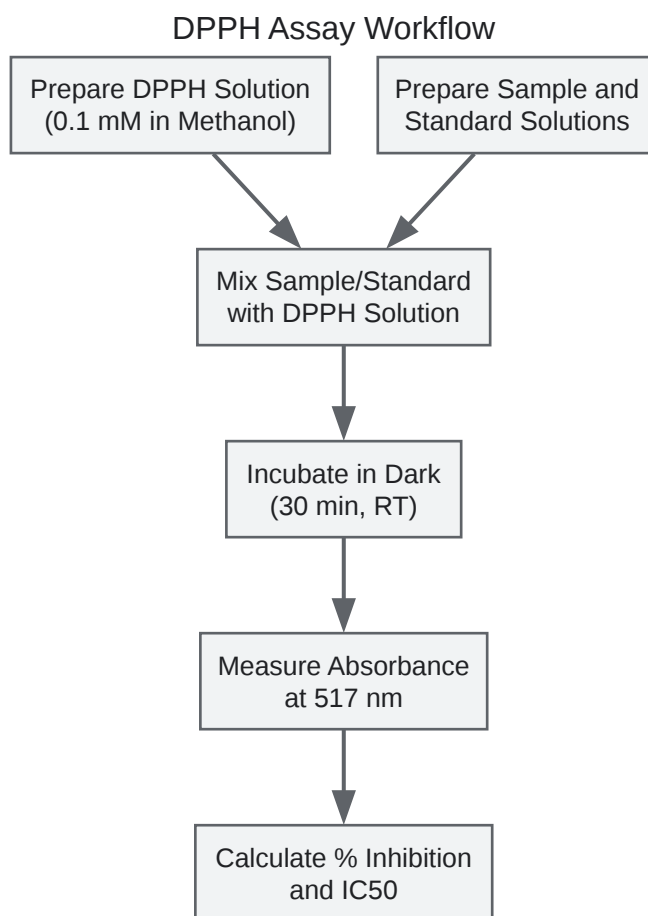 DPPH Assay Workflow
Prepare DPPH Solution
(0.1 mM in Methanol)
Prepare Sample and
Standard Solutions
Mix Sample/Standard
with DPPH Solution
Incubate in Dark
(30 min, RT)
Measure Absorbance
at 517 nm
Calculate % Inhibition
and IC50